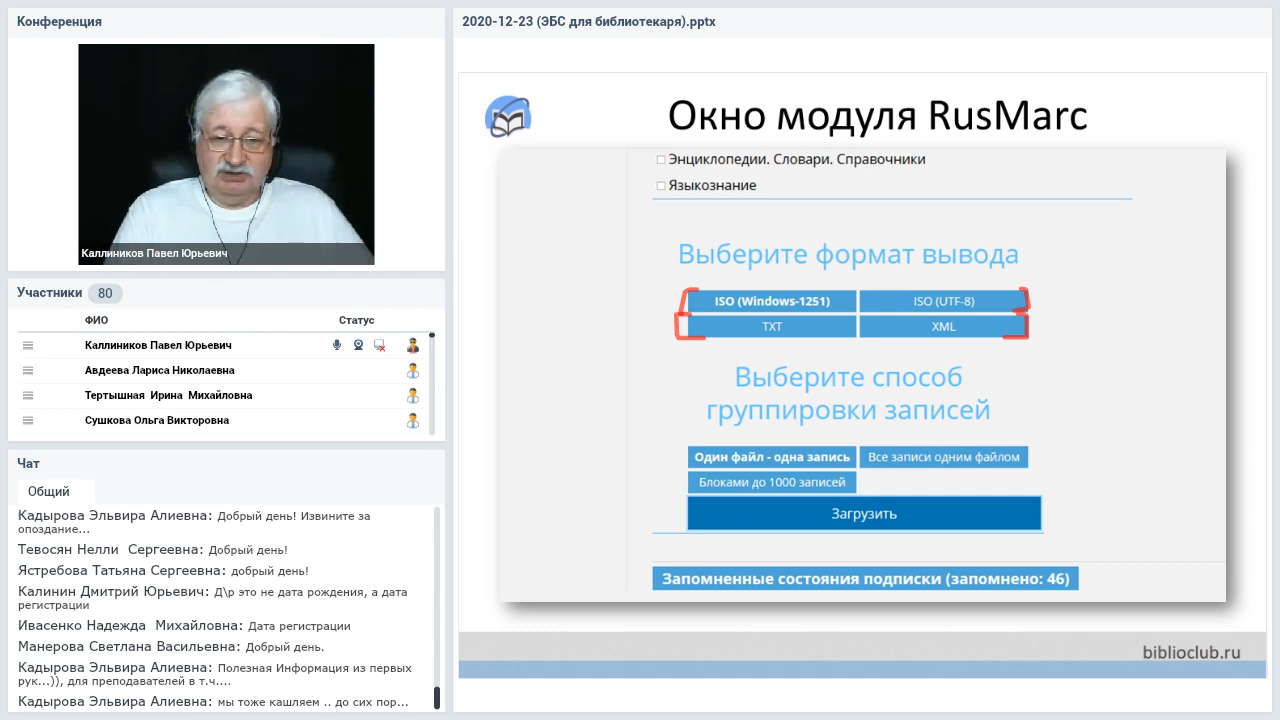 Конференция
Каллиников Павел Юрьевич
Участники 80
ФИО Статус
Каллиников Павел Юрьевич
Авдеева Лариса Николаевна
Тертышная Ирина Михайловна
Сушкова Ольга Викторовна
Чат
Общий
Кадырова Эльвира Алиевна: Добрый день! Извините за
опоздание...
Тевосян Нелли Сергеевна: Добрый день!
Ястребова Татьяна Сергеевна: добрый день!
Калинин Дмитрий Юрьевич: Д\р это не дата рождения, а дата
регистрации
Ивасенко Надежда Михайловна: Дата регистрации
Манерова Светлана Васильевна: Добрый день.
Кадырова Эльвира Алиевна: Полезная Информация из первых
рук...)), для преподавателей в т.ч....
Кадырова Эльвира Алиевна: мы тоже кашляем .. до сих пор...
2020-12-23 (ЭБС для библиотекаря).pptx
Окно модуля RusMarc
Энциклопедии. Словари. Справочники
Языкознание
Выберите формат вывода
ISO (Windows-1251) ISO (UTF-8)
TXT XML
Выберите способ
группировки записей
Один файл - одна запись Все записи одним файлом
Блоками до 1000 записей
Загрузить
Запомненные состояния подписки (запомнено: 46)
biblioclub.ru